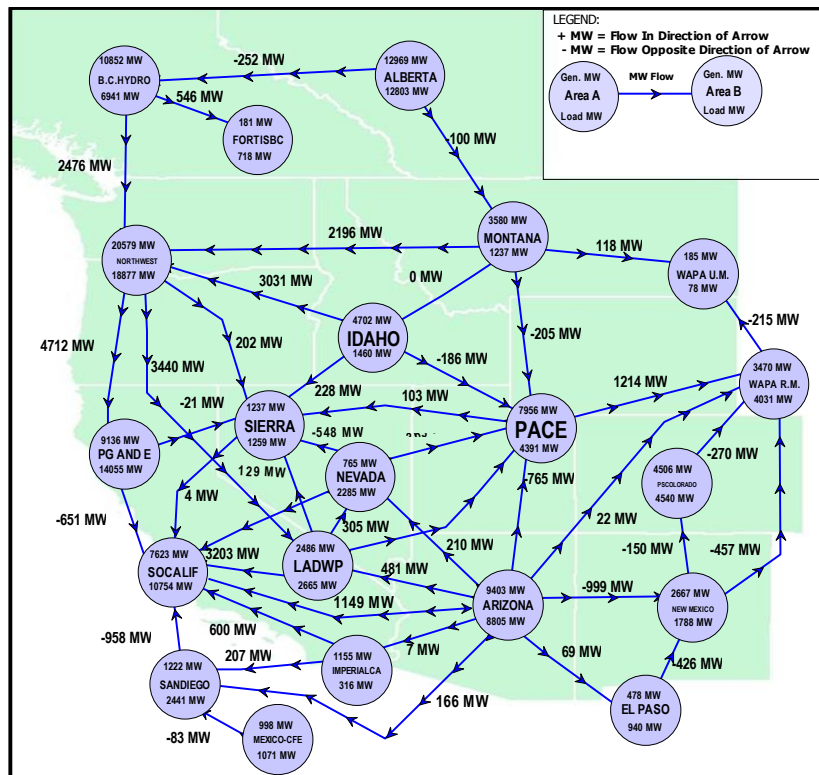 LEGEND:
+ MW = Flow In Direction of Arrow
- MW = Flow Opposite Direction of Arrow
Gen. MW
Area A
Load MW
MW Flow
Gen. MW
Area B
Load MW
10852 MW
B.C.HYDRO
6941 MW
-252 MW
12969 MW
ALBERTA
12803 MW
546 MW
181 MW
FORTISBC
718 MW
-100 MW
2476 MW
20579 MW
NORTHWEST
18877 MW
2196 MW
3580 MW
MONTANA
1237 MW
118 MW
185 MW
WAPA U.M.
78 MW
3031 MW
0 MW
4702 MW
IDAHO
1460 MW
-205 MW
-215 MW
4712 MW
3440 MW
202 MW
-186 MW
3470 MW
WAPA R.M.
4031 MW
-21 MW
228 MW
103 MW
1214 MW
1237 MW
SIERRA
1259 MW
7956 MW
PACE
4391 MW
9136 MW
PG AND E
14055 MW
-548 MW
-270 MW
129 MW
765 MW
NEVADA
2285 MW
-765 MW
4506 MW
PSCOLORADO
4540 MW
4 MW
-651 MW
305 MW
22 MW
210 MW
-150 MW
-457 MW
7623 MW
SOCALIF
10754 MW
3203 MW
2486 MW
LADWP
2665 MW
481 MW
1149 MW
9403 MW
ARIZONA
8805 MW
-999 MW
2667 MW
NEW MEXICO
1788 MW
-958 MW
600 MW
207 MW
7 MW
69 MW
-426 MW
1155 MW
IMPERIALCA
316 MW
1222 MW
SANDIEGO
2441 MW
166 MW
478 MW
EL PASO
940 MW
-83 MW
998 MW
MEXICO-CFE
1071 MW